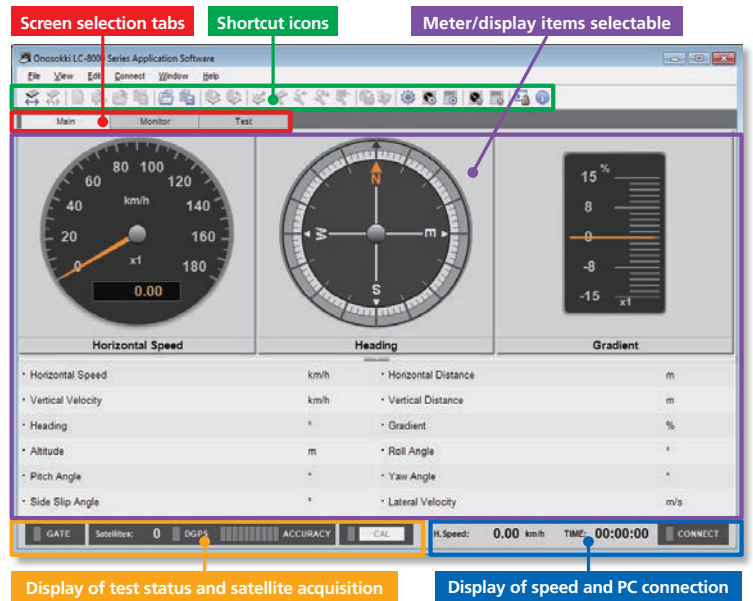 Screen selection tabs
Shortcut icons
Meter/display items selectable
Onosokki LC-8000 Series Application Software
File View Edit Connect Window Help
Main Monitor Test
0 20 40 60 80 100 120 140 160 180
km/h
x1
0.00
Horizontal Speed
N
W E
S
Heading
15 %
8
0
-8
-15 x1
Gradient
・Horizontal Speed km/h ・Horizontal Distance m
・Vertical Velocity km/h ・Vertical Distance m
・Heading ° ・Gradient %
・Altitude m ・Roll Angle °
・Pitch Angle ° ・Yaw Angle °
・Side Slip Angle ° ・Lateral Velocity m/s
GATE Satellites: 0 DGPS ACCURACY CAL H.Speed: 0.00 km/h TIME: 00:00:00 CONNECT
Display of test status and satellite acquisition
Display of speed and PC connection